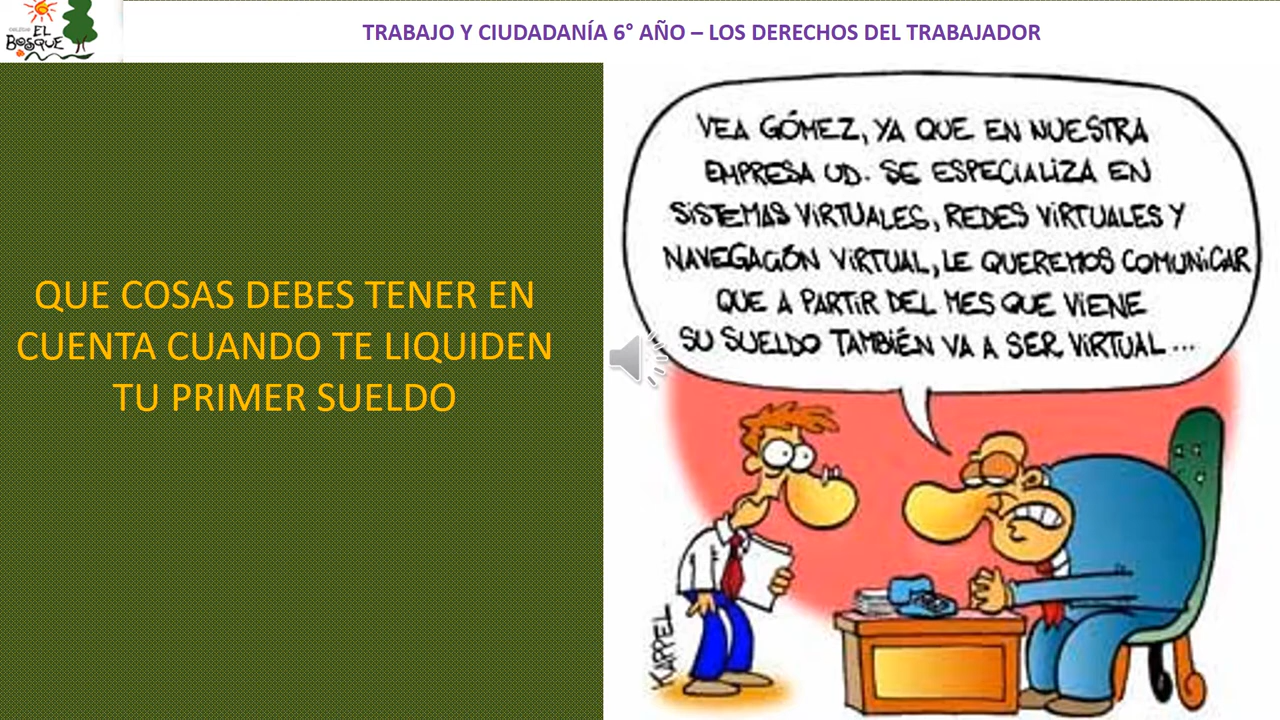 COLEGIO
EL
BOSQUE
TRABAJO Y CIUDADANÍA 6° AÑO – LOS DERECHOS DEL TRABAJADOR
QUE COSAS DEBES TENER EN
CUENTA CUANDO TE LIQUIDEN
TU PRIMER SUELDO
VEA GÓMEZ, YA QUE EN NUESTRA
EMPRESA UD. SE ESPECIALIZA EN
SISTEMAS VIRTUALES, REDES VIRTUALES Y
NAVEGACIÓN VIRTUAL, LE QUEREMOS COMUNICAR
QUE A PARTIR DEL MES QUE VIENE
SU SUELDO TAMBIÉN VA A SER VIRTUAL...
KAPPEL